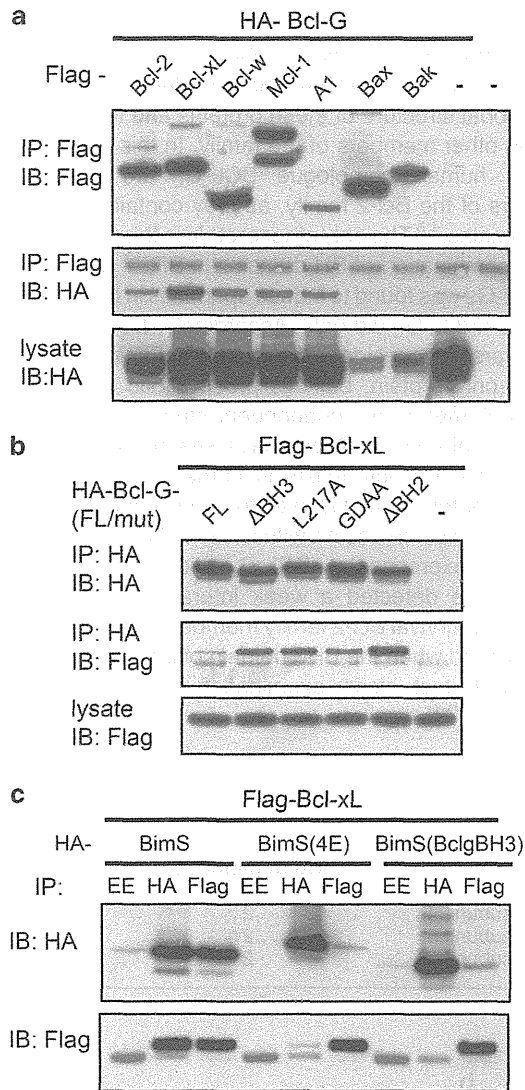 a
HA- Bcl-G
Flag - Bcl-2 Bcl-xL Bcl-w Mcl-1 A1 Bax Bak - -
IP: Flag
IB: Flag
IP: Flag
IB: HA
lysate
IB:HA
b
Flag- Bcl-xL
HA-Bcl-G-
(FL/mut) FL ΔBH3 L217A GDAA ΔBH2 -
IP: HA
IB: HA
IP: HA
IB: Flag
lysate
IB: Flag
c
Flag-Bcl-xL
HA- BimS BimS(4E) BimS(BclgBH3)
IP: EE HA Flag EE HA Flag EE HA Flag
IB: HA
IB: Flag